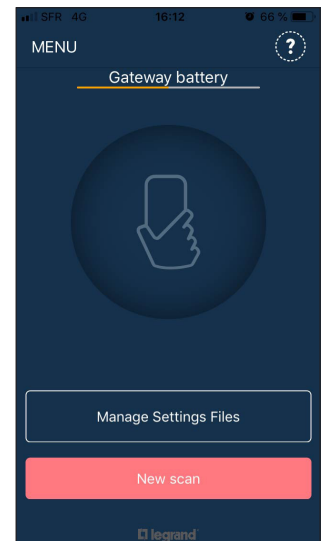 SFR 4G 16:12 66 %
MENU ?
Gateway battery
Manage Settings Files
New scan
legrand